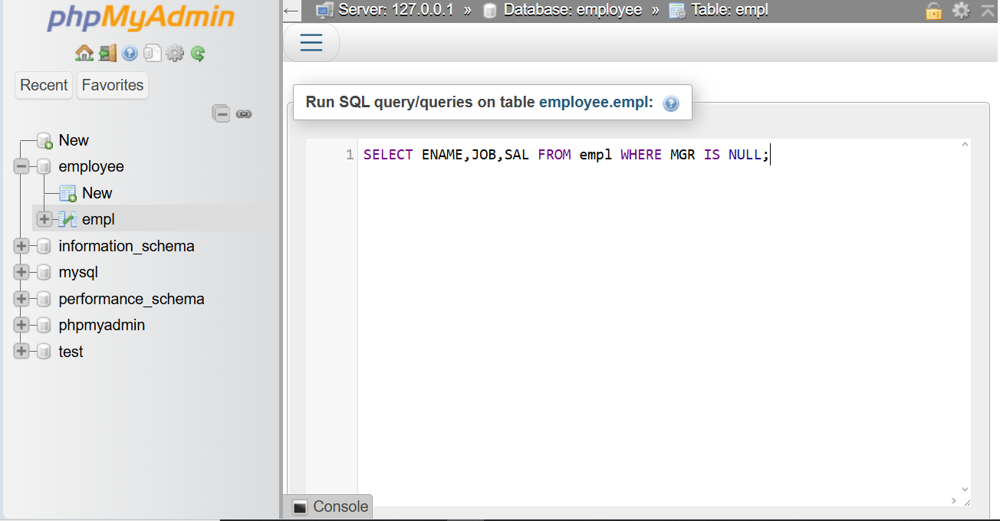 phpMyAdmin
Recent Favorites
New
employee
New
empl
information_schema
mysql
performance_schema
phpmyadmin
test
← Server: 127.0.0.1 » Database: employee » Table: empl
Run SQL query/queries on table employee.empl:
1 SELECT ENAME,JOB,SAL FROM empl WHERE MGR IS NULL;
Console